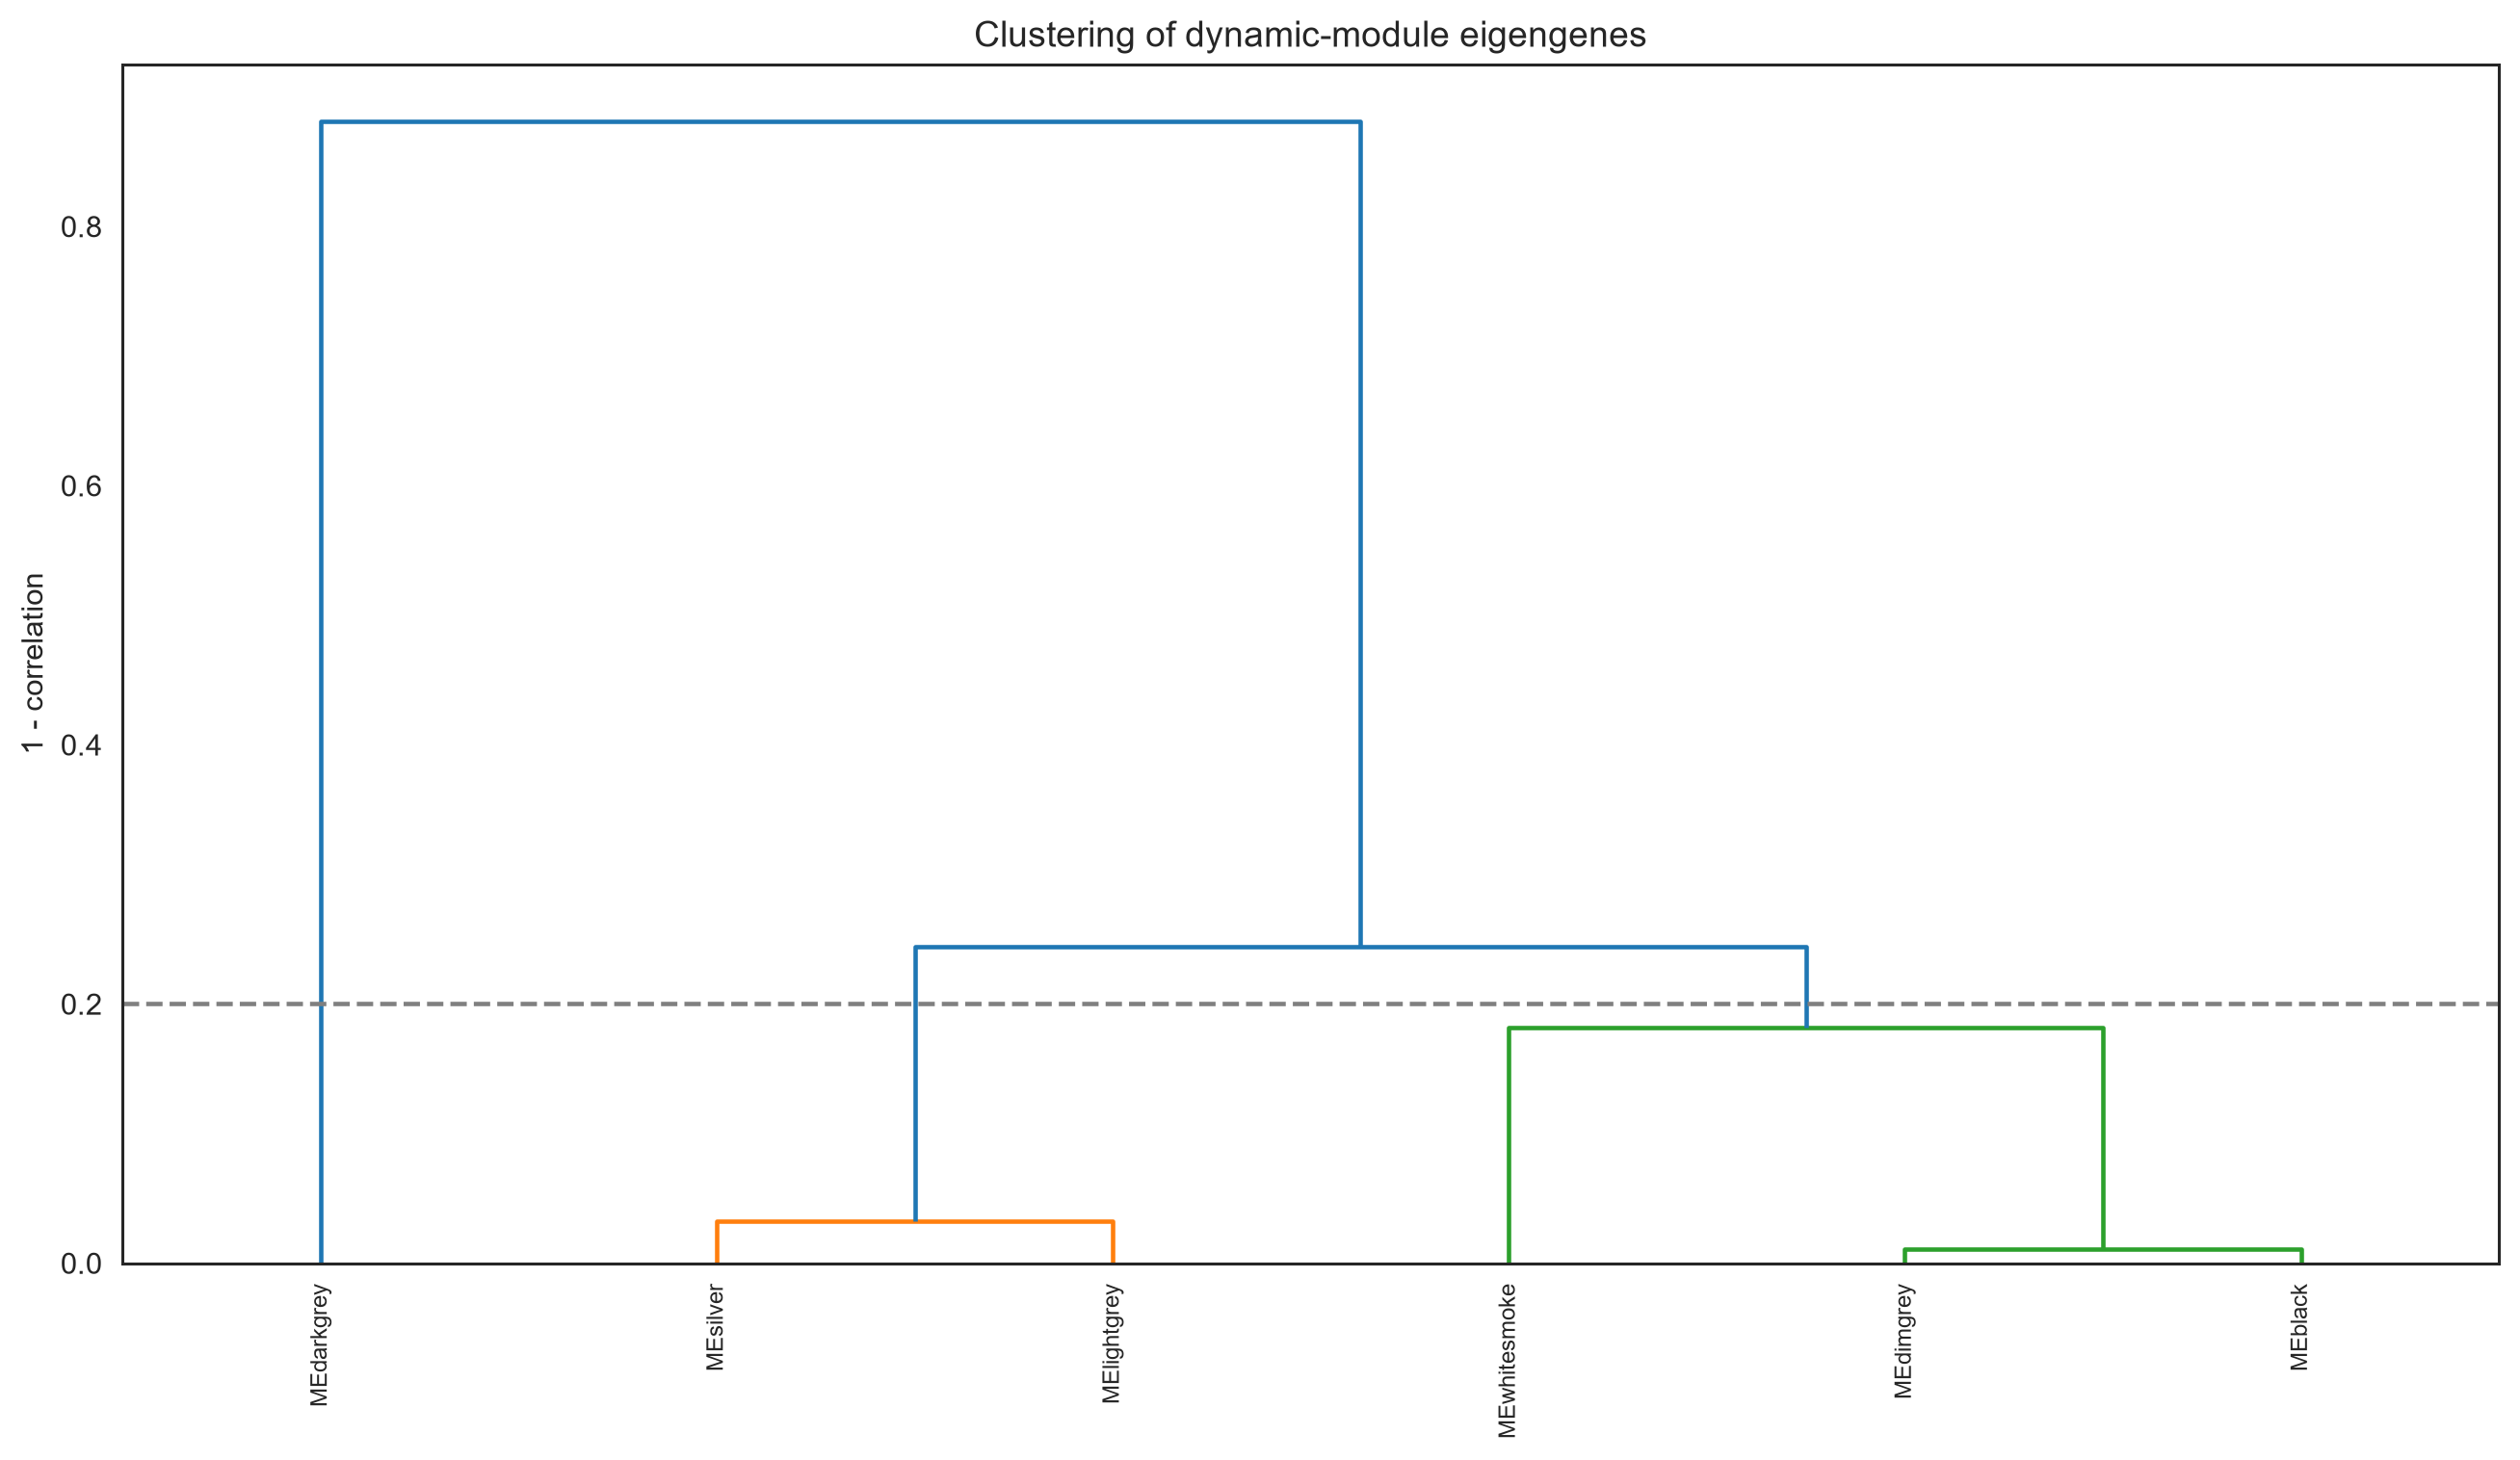 Clustering of dynamic-module eigengenes
1 - correlation
0.8
0.6
0.4
0.2
0.0
MEdarkgrey
MEsilver
MElightgrey
MEwhitesmoke
MEdimgrey
MEblack